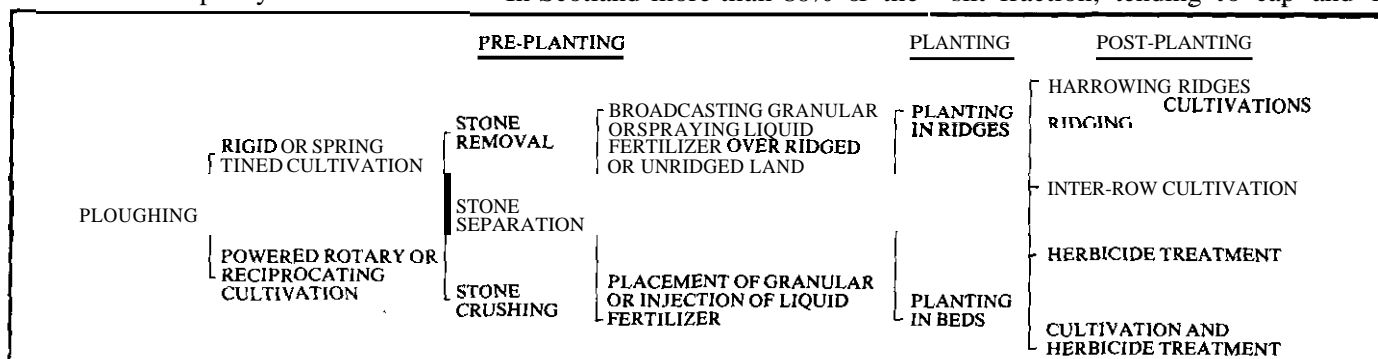 In Scotland more than 80% of the
silt fraction, tending to cap and
PRE-PLANTING
PLANTING
POST-PLANTING
PLOUGHING
RIGID OR SPRING
TINED CULTIVATION
POWERED ROTARY OR
RECIPROCATING
CULTIVATION
STONE
REMOVAL
STONE
SEPARATION
STONE
CRUSHING
BROADCASTING GRANULAR
ORSPRAYING LIQUID
FERTILIZER OVER RIDGED
OR UNRIDGED LAND
PLACEMENT OF GRANULAR
OR INJECTION OF LIQUID
FERTILIZER
PLANTING
IN RIDGES
PLANTING
IN BEDS
HARROWING RIDGES
CULTIVATIONS
RIDGING
INTER-ROW CULTIVATION
HERBICIDE TREATMENT
CULTIVATION AND
HERBICIDE TREATMENT